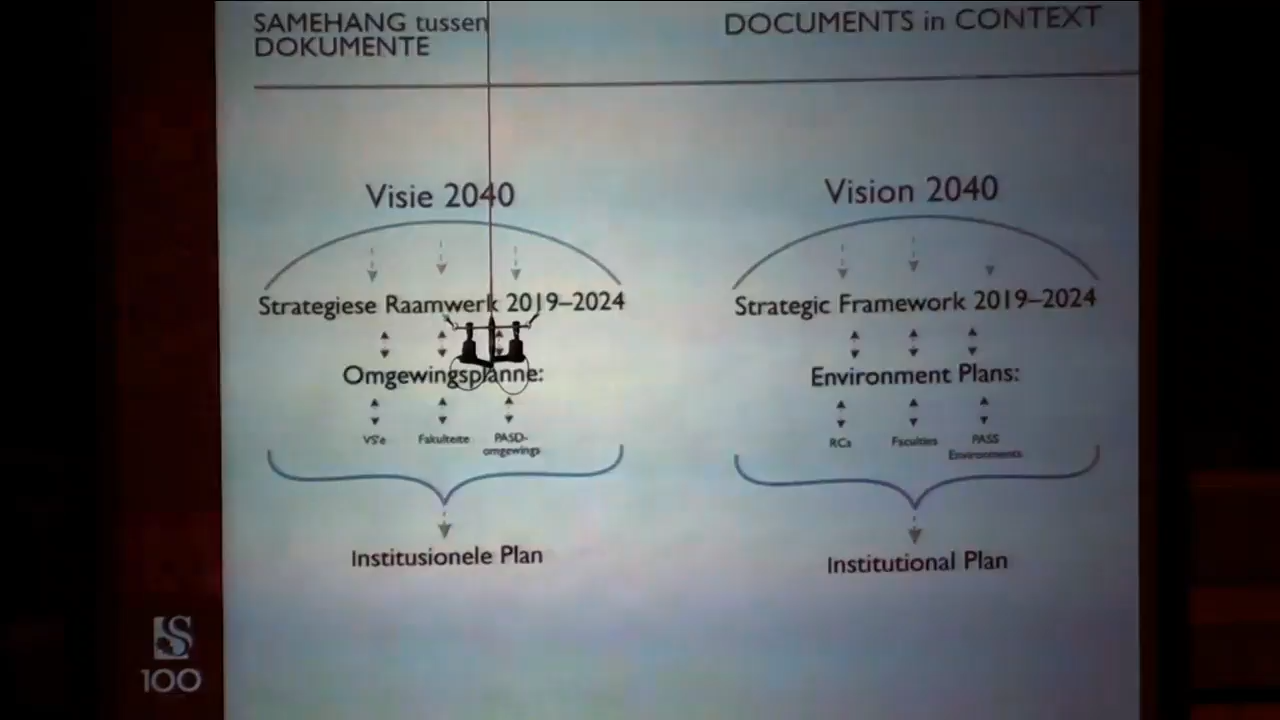 SAMEHANG tussen
DOKUMENTE
DOCUMENTS in CONTEXT
Visie 2040
Strategiese Raamwerk 2019–2024
Omgewingsplanne:
VS'e
Fakulteite
PASD-
omgewings
Institusionele Plan
Vision 2040
Strategic Framework 2019–2024
Environment Plans:
RCs
Faculties
PASS
Environments
Institutional Plan
S
100